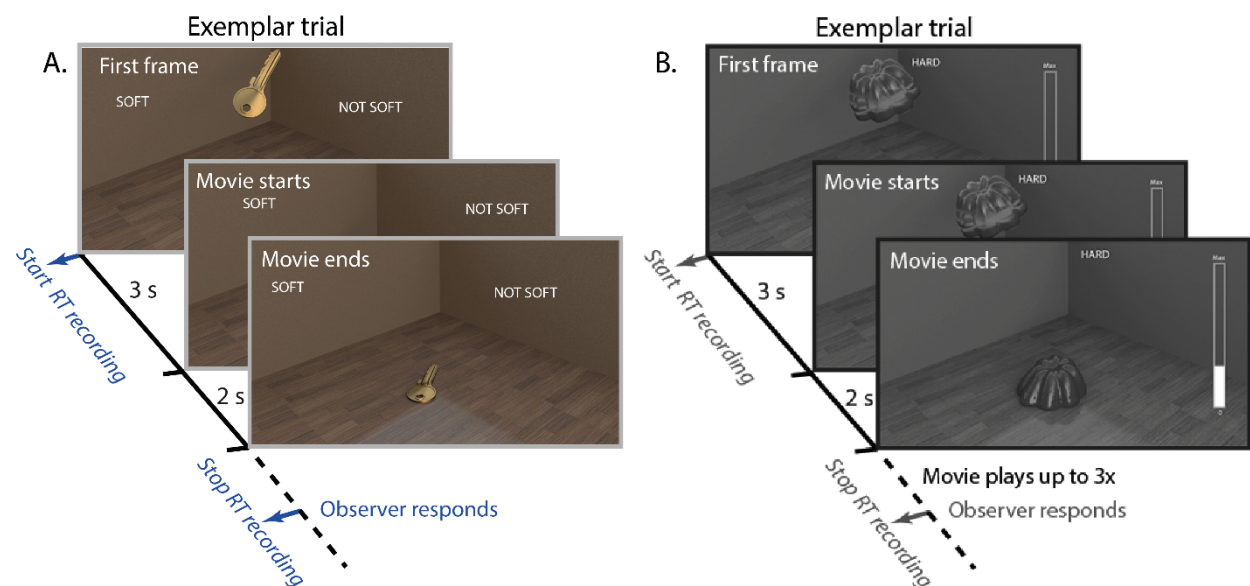 Exemplar trial
A.
First frame
SOFT
NOT SOFT
Movie starts
SOFT
NOT SOFT
Movie ends
SOFT
NOT SOFT
Start RT recording
3 s
2 s
Stop RT recording
Observer responds
Exemplar trial
B.
First frame
HARD
Max
Movie starts
HARD
Max
Movie ends
HARD
Max
0
Start RT recording
3 s
2 s
Movie plays up to 3x
Stop RT recording
Observer responds